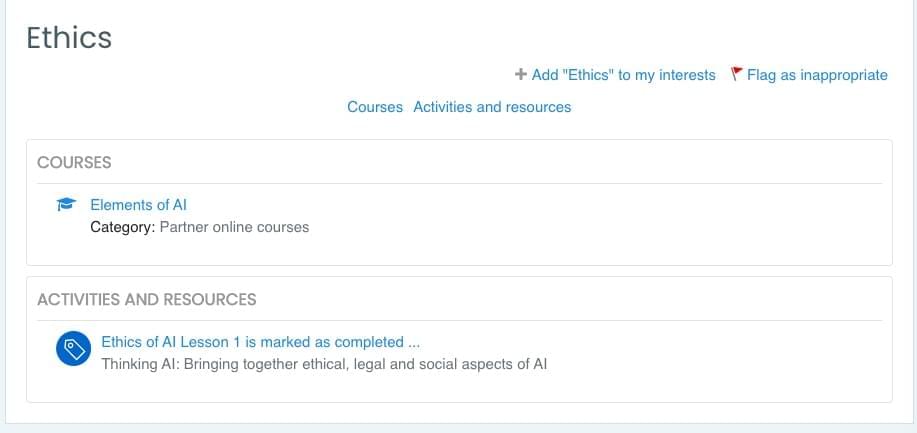 Ethics
Add "Ethics" to my interests Flag as inappropriate
Courses Activities and resources
COURSES
Elements of AI
Category: Partner online courses
ACTIVITIES AND RESOURCES
Ethics of AI Lesson 1 is marked as completed ...
Thinking AI: Bringing together ethical, legal and social aspects of AI